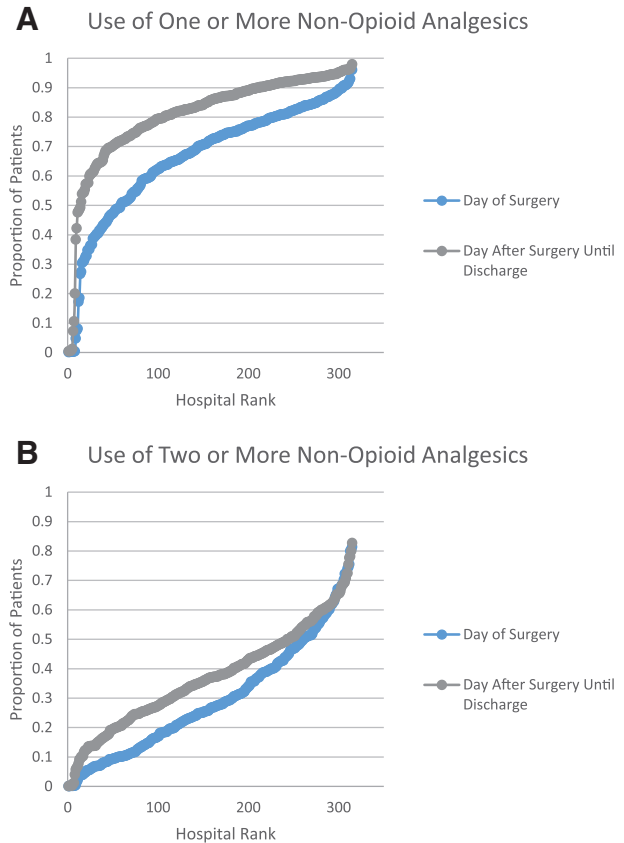 A
Use of One or More Non-Opioid Analgesics
1
0.9
0.8
0.7
0.6
0.5
0.4
0.3
0.2
0.1
0
Proportion of Patients
0 100 200 300
Hospital Rank
Day of Surgery
Day After Surgery Until
Discharge
B
Use of Two or More Non-Opioid Analgesics
1
0.9
0.8
0.7
0.6
0.5
0.4
0.3
0.2
0.1
0
Proportion of Patients
0 100 200 300
Hospital Rank
Day of Surgery
Day After Surgery Until
Discharge